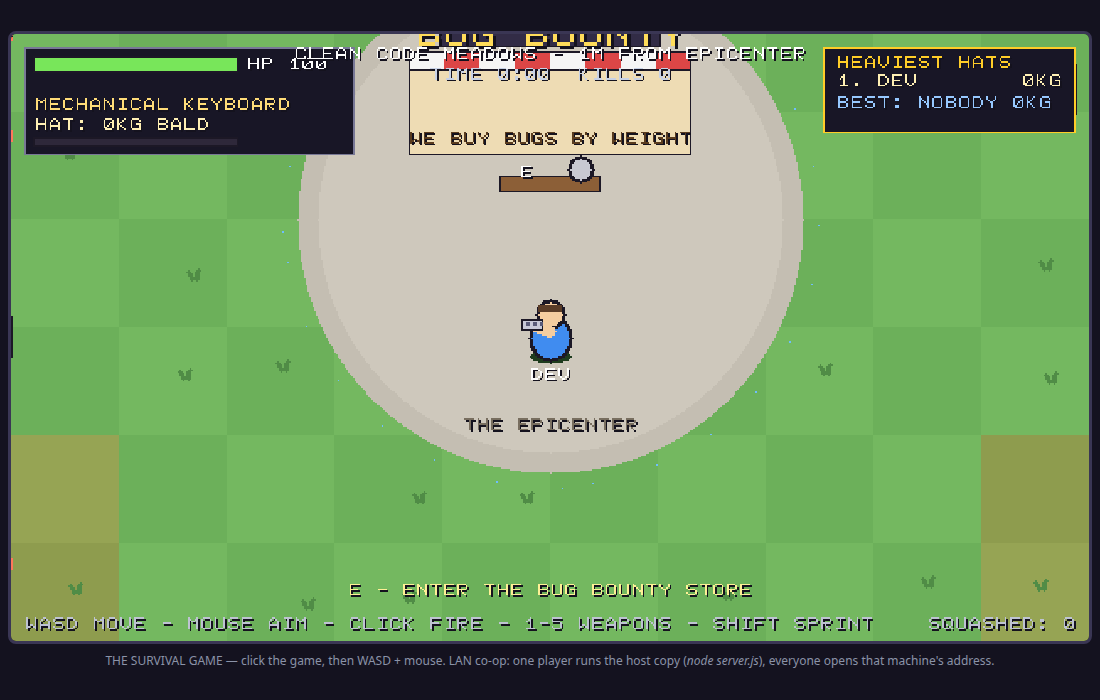 BUG BOUNTY
CLEAN CODE MEADOWS - 1M FROM EPICENTER
TIME 0:00 KILLS 0
HP 100
MECHANICAL KEYBOARD
HAT: 0KG BALD
HEAVIEST HATS
1. DEV 0KG
BEST: NOBODY 0KG
WE BUY BUGS BY WEIGHT
E
DEV
THE EPICENTER
E - ENTER THE BUG BOUNTY STORE
WASD MOVE - MOUSE AIM - CLICK FIRE - 1-5 WEAPONS - SHIFT SPRINT
SQUASHED: 0
THE SURVIVAL GAME — click the game, then WASD + mouse. LAN co-op: one player runs the host copy (node server.js), everyone opens that machine's address.